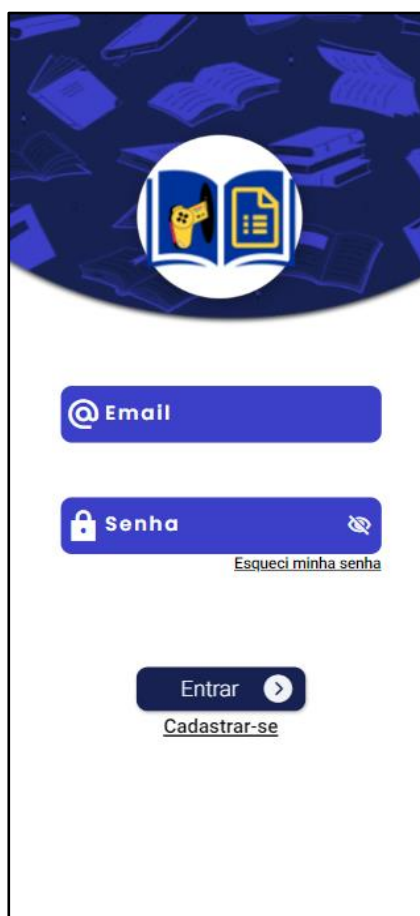 Email
Senha
Esqueci minha senha
Entrar
Cadastrar-se